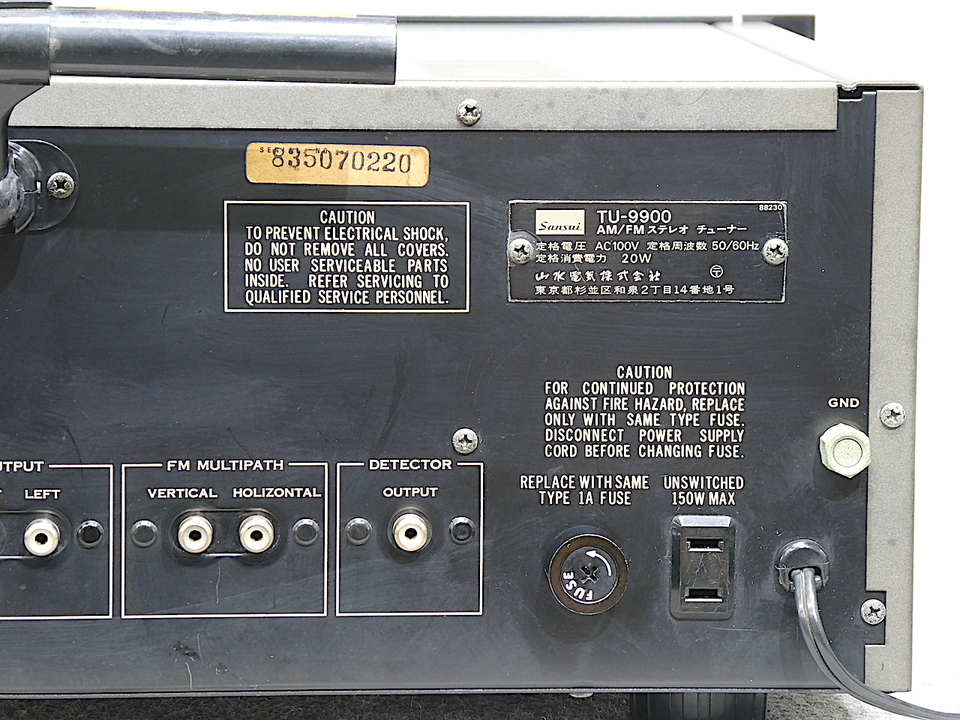 835070220
CAUTION
TO PREVENT ELECTRICAL SHOCK,
DO NOT REMOVE ALL COVERS.
NO USER SERVICEABLE PARTS
INSIDE. REFER SERVICING TO
QUALIFIED SERVICE PERSONNEL.
88230
Sansui
TU-9900
AM/FM ステレオ チューナー
定格電圧 AC100V 定格周波数 50/60Hz
定格消費電力 20W
山水電気株式会社
東京都杉並区和泉2丁目14番地1号
CAUTION
FOR CONTINUED PROTECTION
AGAINST FIRE HAZARD, REPLACE
ONLY WITH SAME TYPE FUSE.
DISCONNECT POWER SUPPLY
CORD BEFORE CHANGING FUSE.
GND
UTPUT
LEFT
FM MULTIPATH
VERTICAL HOLIZONTAL
DETECTOR
OUTPUT
REPLACE WITH SAME
TYPE 1A FUSE
UNSWITCHED
150W MAX
FUSE